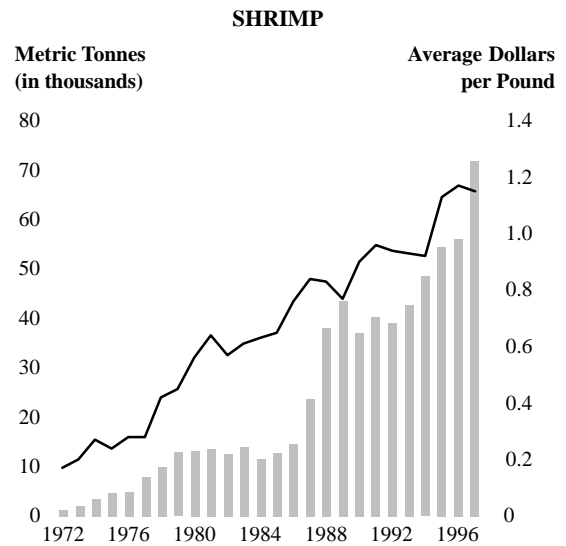 SHRIMP
Metric Tonnes
(in thousands)
Average Dollars
per Pound
80
70
60
50
40
30
20
10
0
1.4
1.2
1.0
0.8
0.6
0.4
0.2
0
1972 1976 1980 1984 1988 1992 1996